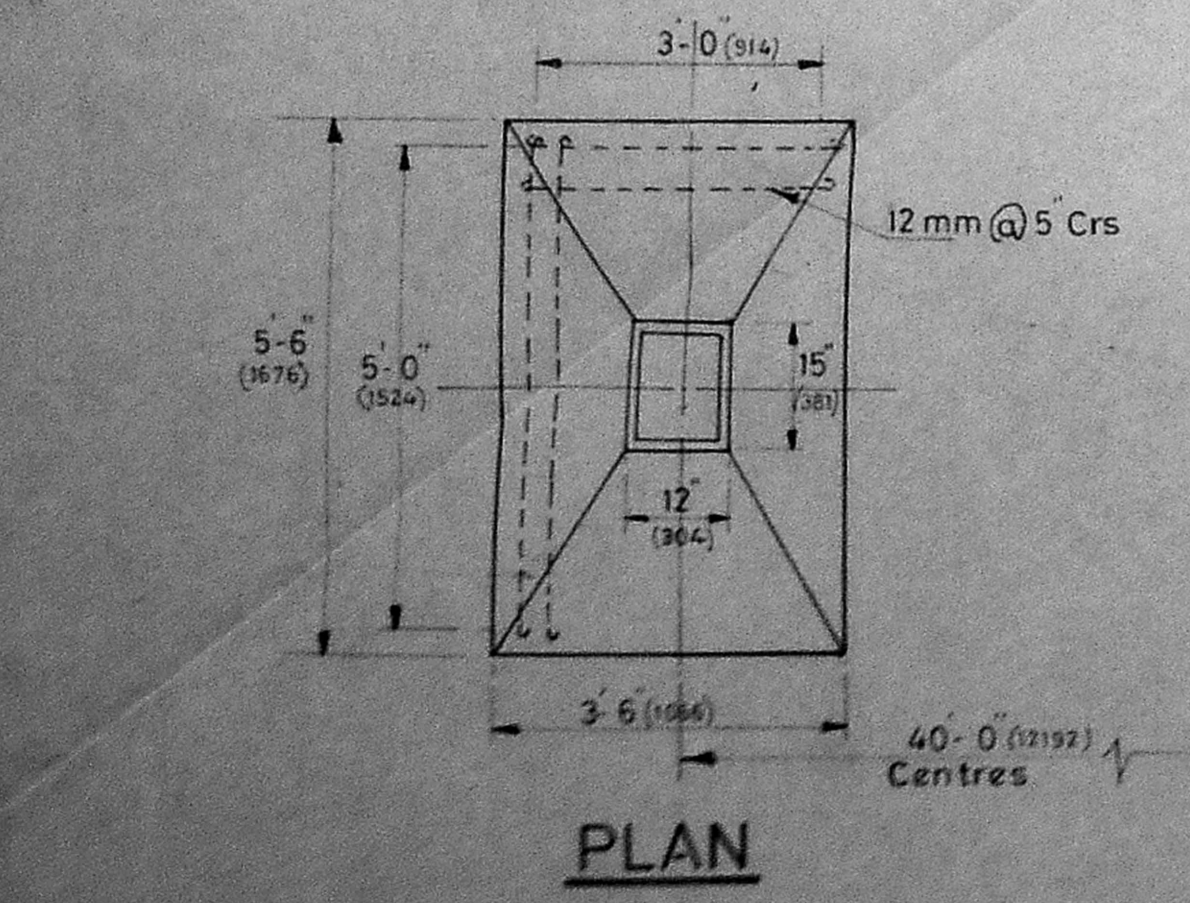 3'-0" (914)
12 mm @ 5" Crs
5'-6"
(1676)
5'-0"
(1524)
15"
(381)
12"
(304)
3' 6" (1066)
40'- 0" (12192)
Centres
PLAN